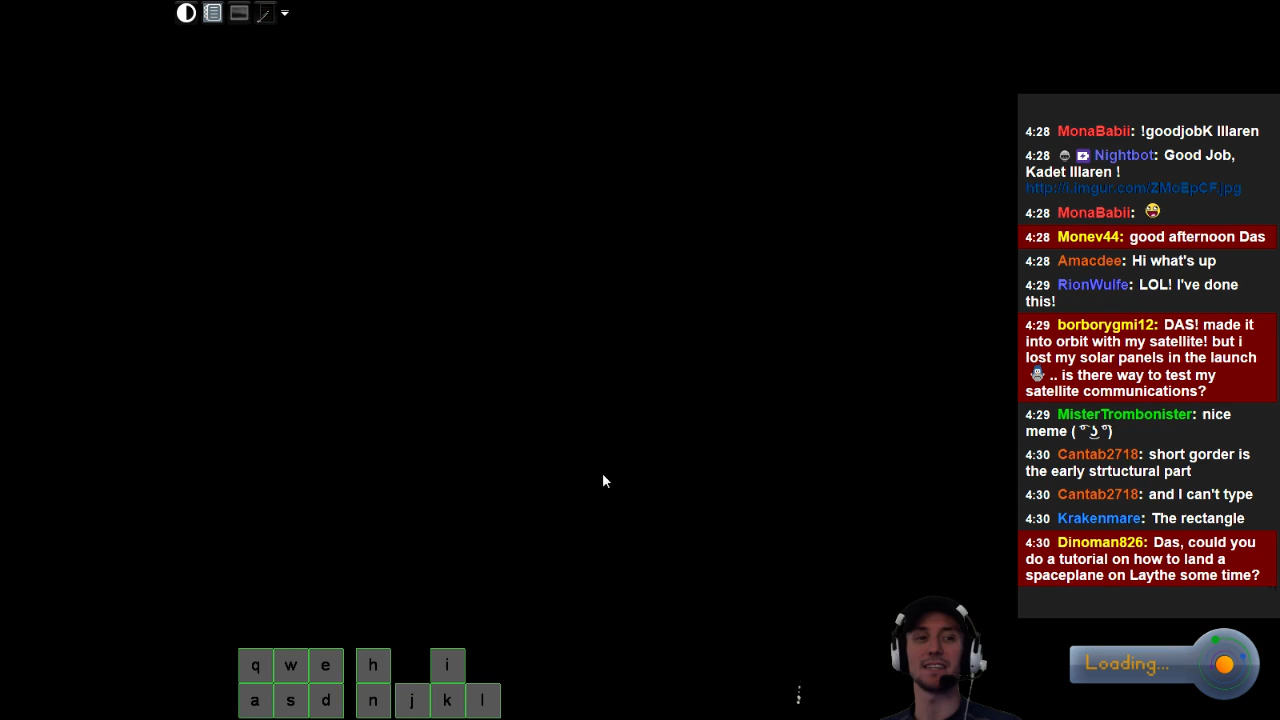 4:28 MonaBabii: !goodjobK Illaren
4:28 Nightbot: Good Job,
Kadet Illaren !
http://i.imgur.com/ZMoEpCF.jpg
4:28 MonaBabii:
4:28 Monev44: good afternoon Das
4:28 Amacdee: Hi what's up
4:29 RionWulfe: LOL! I've done
this!
4:29 borborygmi12: DAS! made it
into orbit with my satellite! but i
lost my solar panels in the launch
.. is there way to test my
satellite communications?
4:29 MisterTrombonister: nice
meme ( ͡° ͜ʖ ͡°)
4:30 Cantab2718: short gorder is
the early strtuctural part
4:30 Cantab2718: and I can't type
4:30 Krakenmare: The rectangle
4:30 Dinoman826: Das, could you
do a tutorial on how to land a
spaceplane on Laythe some time?
q w e h i
a s d n j k l
Loading...